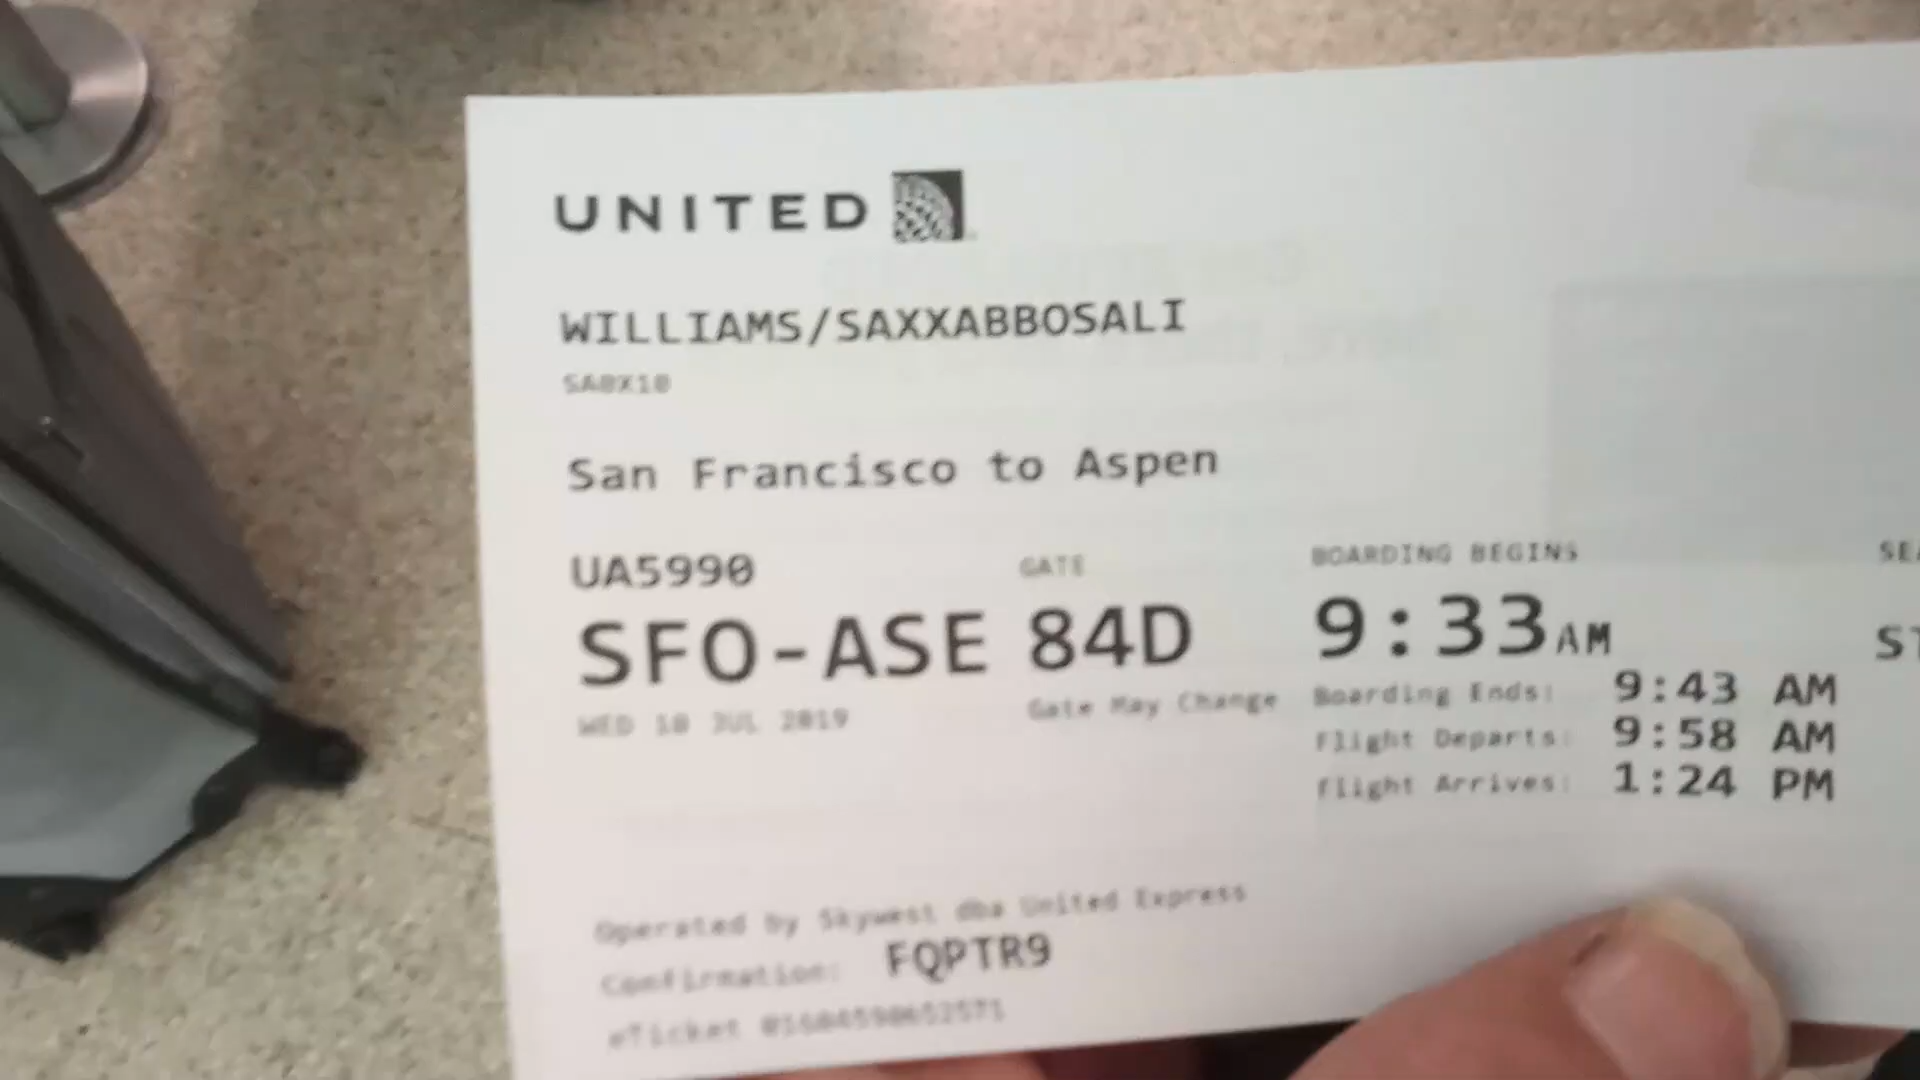 UNITED
WILLIAMS/SAXXABBOSALI
San Francisco to Aspen
UA5990
GATE
BOARDING BEGINS
SFO-ASE 84D 9:33AM
WED 10 JUL 2019
Gate May Change
Boarding Ends: 9:43 AM
Flight Departs: 9:58 AM
Flight Arrives: 1:24 PM
Operated by Skywest dba United Express
Confirmation: FQPTR9
eTicket